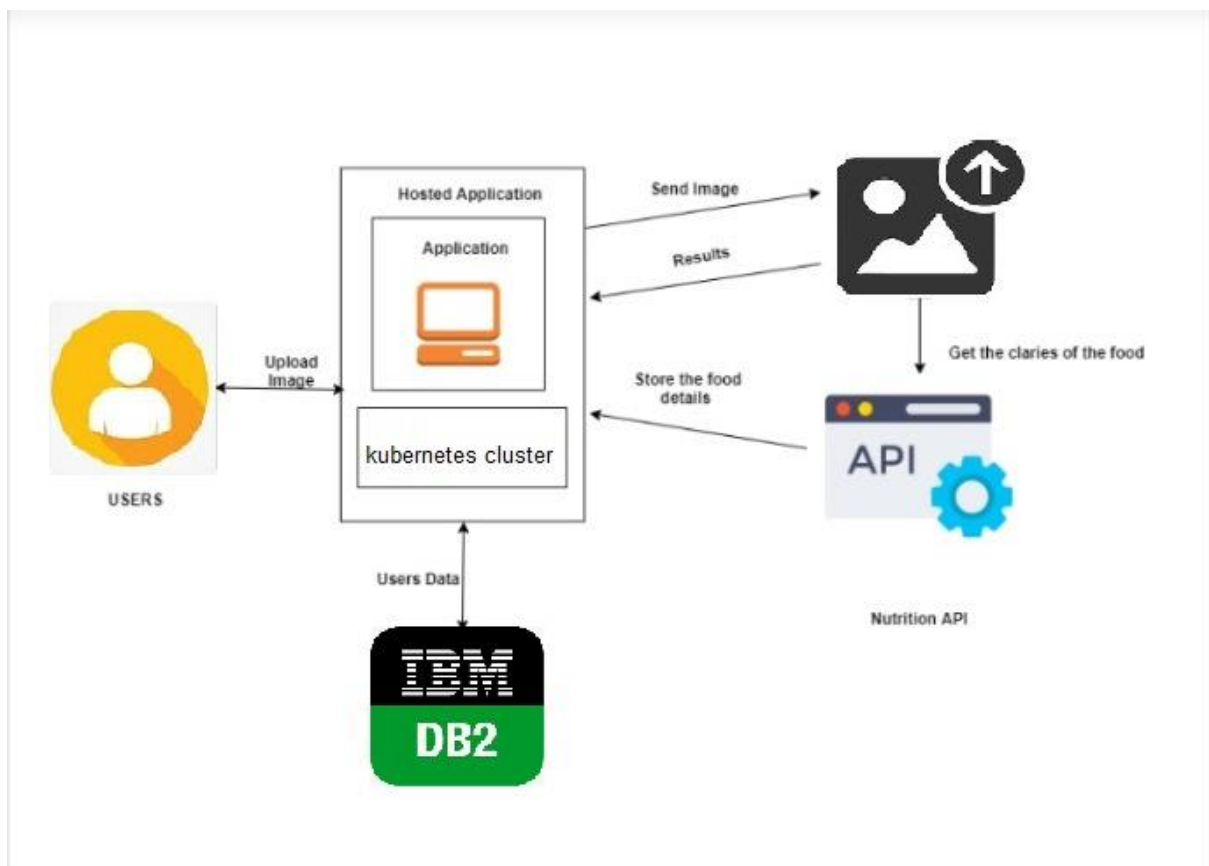 Hosted Application
Application
kubernetes cluster
Upload
Image
USERS
Send Image
Results
Get the claries of the food
Store the food
details
API
Nutrition API
Users Data
IBM
DB2